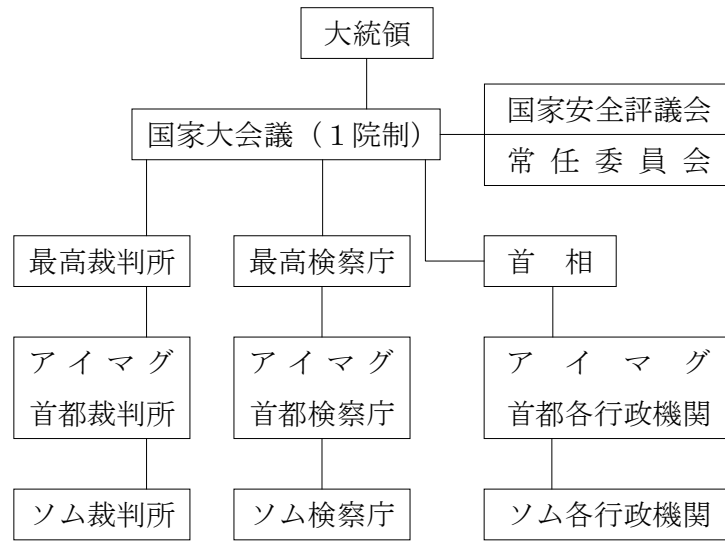 大統領
国家大会議（１院制）
国家安全評議会
常任委員会
最高裁判所
最高検察庁
首相
アイマグ
首都裁判所
アイマグ
首都検察庁
アイマグ
首都各行政機関
ソム裁判所
ソム検察庁
ソム各行政機関